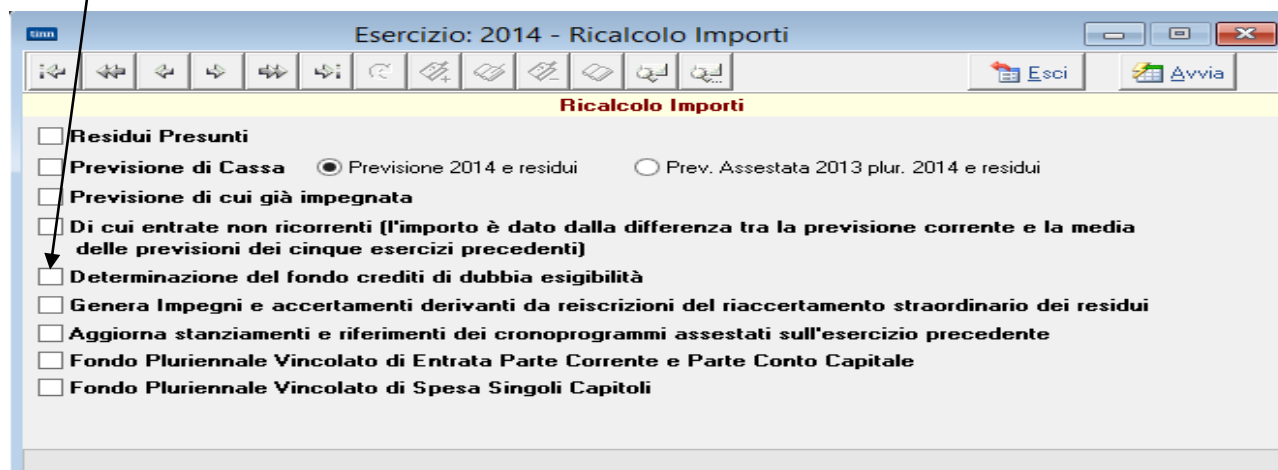 tinn
Esercizio: 2014 - Ricalcolo Importi
Esci
Avvia
Ricalcolo Importi
Residui Presunti
Previsione di Cassa Previsione 2014 e residui Prev. Assestata 2013 plur. 2014 e residui
Previsione di cui già impegnata
Di cui entrate non ricorrenti (l'importo è dato dalla differenza tra la previsione corrente e la media
delle previsioni dei cinque esercizi precedenti)
Determinazione del fondo crediti di dubbia esigibilità
Genera Impegni e accertamenti derivanti da reiscrizioni del riaccertamento straordinario dei residui
Aggiorna stanziamenti e riferimenti dei cronoprogrammi assestati sull'esercizio precedente
Fondo Pluriennale Vincolato di Entrata Parte Corrente e Parte Conto Capitale
Fondo Pluriennale Vincolato di Spesa Singoli Capitoli